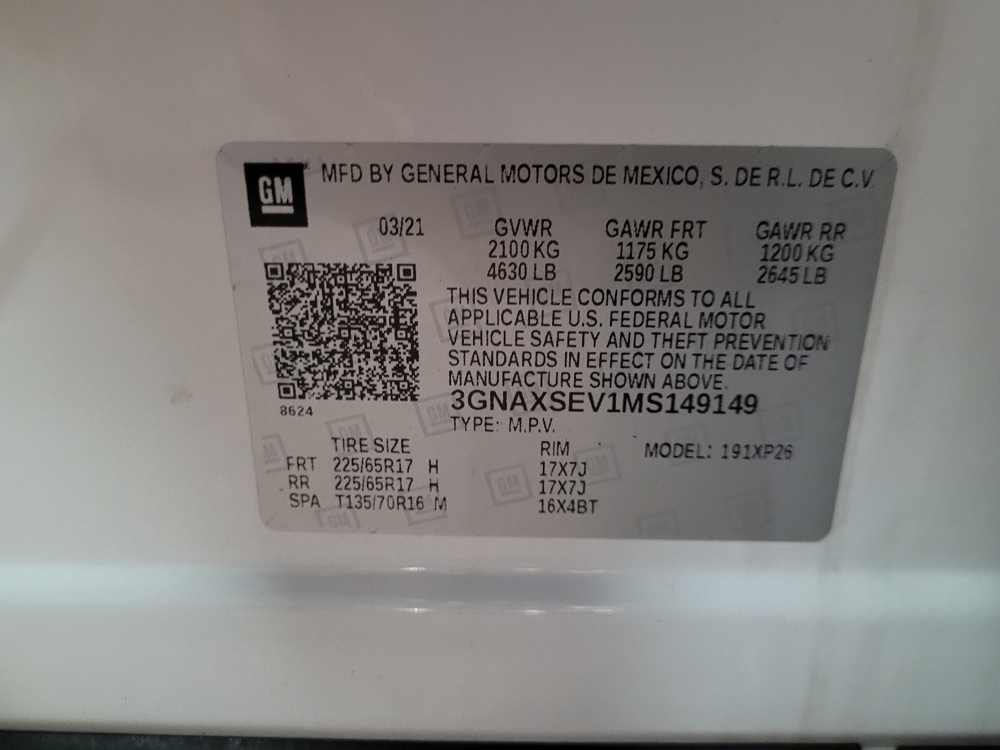 GM
MFD BY GENERAL MOTORS DE MEXICO, S. DE R.L. DE C.V.
03/21
GVWR GAWR FRT GAWR RR
2100 KG 1175 KG 1200 KG
4630 LB 2590 LB 2645 LB
THIS VEHICLE CONFORMS TO ALL
APPLICABLE U.S. FEDERAL MOTOR
VEHICLE SAFETY AND THEFT PREVENTION
STANDARDS IN EFFECT ON THE DATE OF
MANUFACTURE SHOWN ABOVE.
3GNAXSEV1MS149149
8624
TYPE: M.P.V.
TIRE SIZE RIM MODEL: 191XP26
FRT 225/65R17 H 17X7J
RR 225/65R17 H 17X7J
SPA T135/70R16 M 16X4BT